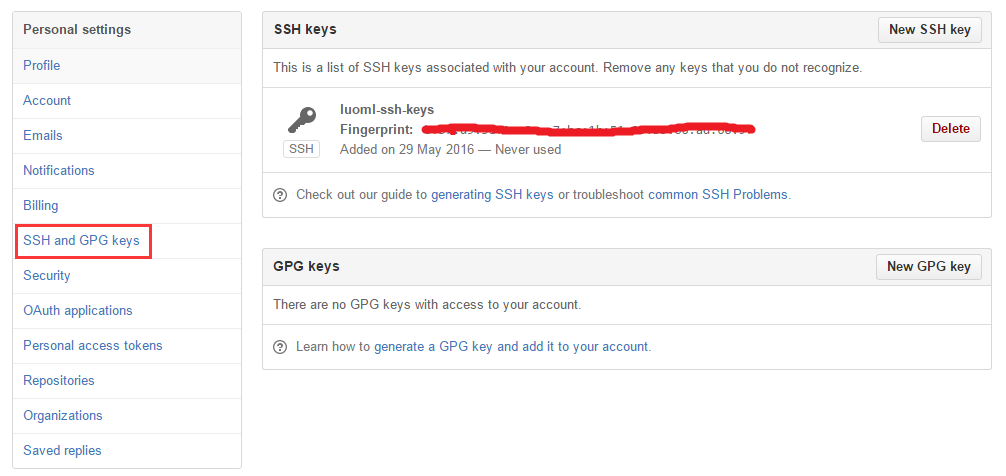 Personal settings
Profile
Account
Emails
Notifications
Billing
SSH and GPG keys
Security
OAuth applications
Personal access tokens
Repositories
Organizations
Saved replies
SSH keys
New SSH key
This is a list of SSH keys associated with your account. Remove any keys that you do not recognize.
SSH
luoml-ssh-keys
Fingerprint:
Added on 29 May 2016 — Never used
Delete
Check out our guide to generating SSH keys or troubleshoot common SSH Problems.
GPG keys
New GPG key
There are no GPG keys with access to your account.
Learn how to generate a GPG key and add it to your account.